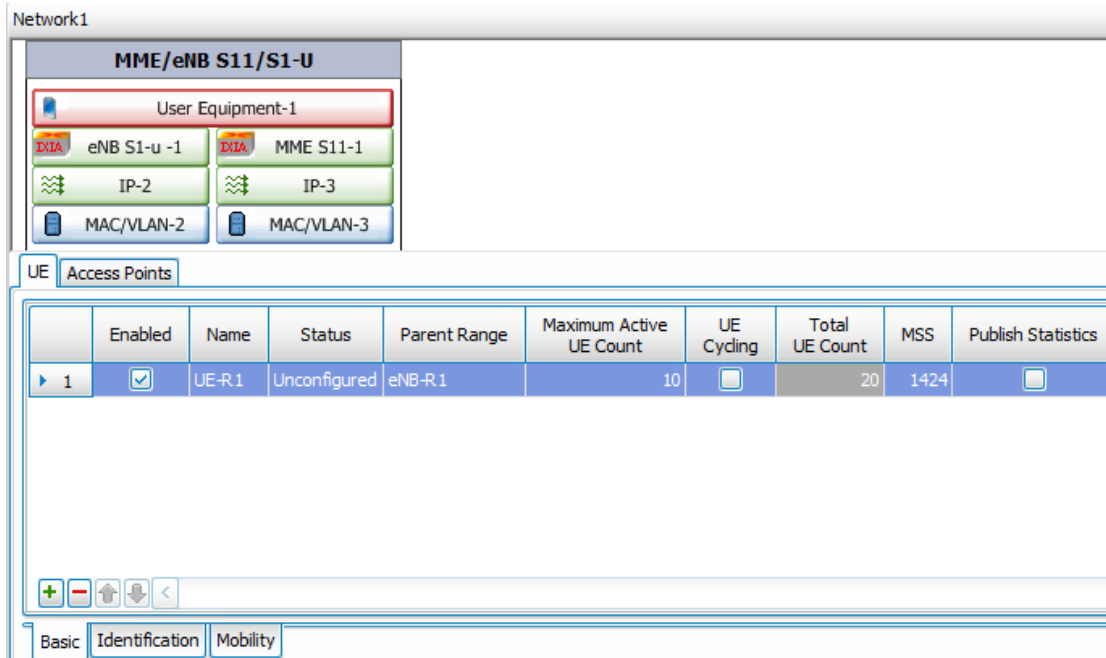 Network1
MME/eNB S11/S1-U
User Equipment-1
IXIA eNB S1-u -1 IXIA MME S11-1
IP-2 IP-3
MAC/VLAN-2 MAC/VLAN-3
UE Access Points
Enabled Name Status Parent Range Maximum Active UE Count UE Cycling Total UE Count MSS Publish Statistics
1 UE-R1 Unconfigured eNB-R1 10 20 1424
Basic Identification Mobility